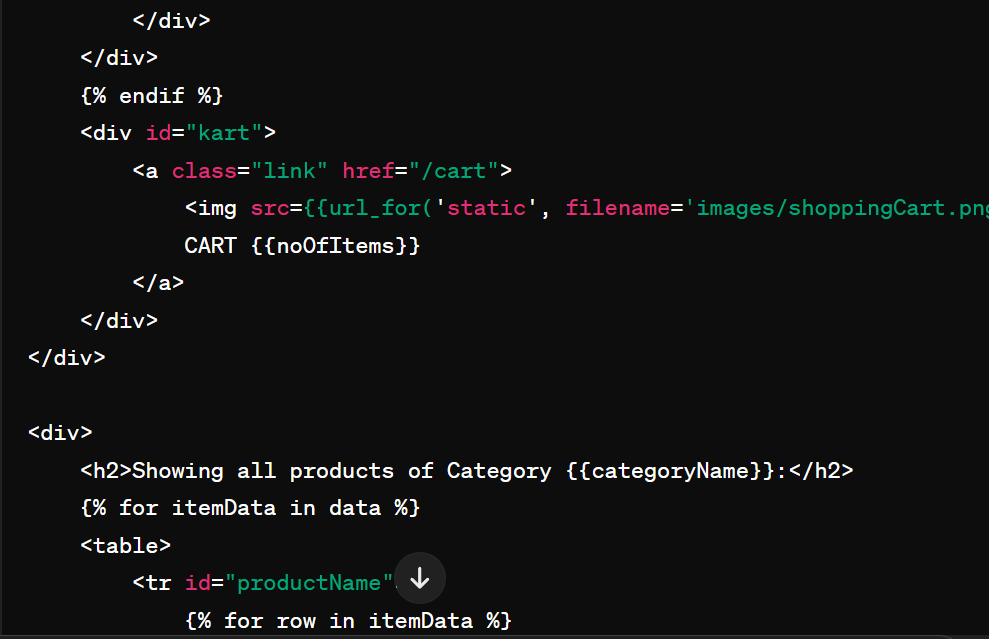 </div>
</div>
{% endif %}
<div id="kart">
<a class="link" href="/cart">
<img src={{url_for('static', filename='images/shoppingCart.png
CART {{noOfItems}}
</a>
</div>
</div>
<div>
<h2>Showing all products of Category {{categoryName}}:</h2>
{% for itemData in data %}
<table>
<tr id="productName"
{% for row in itemData %}